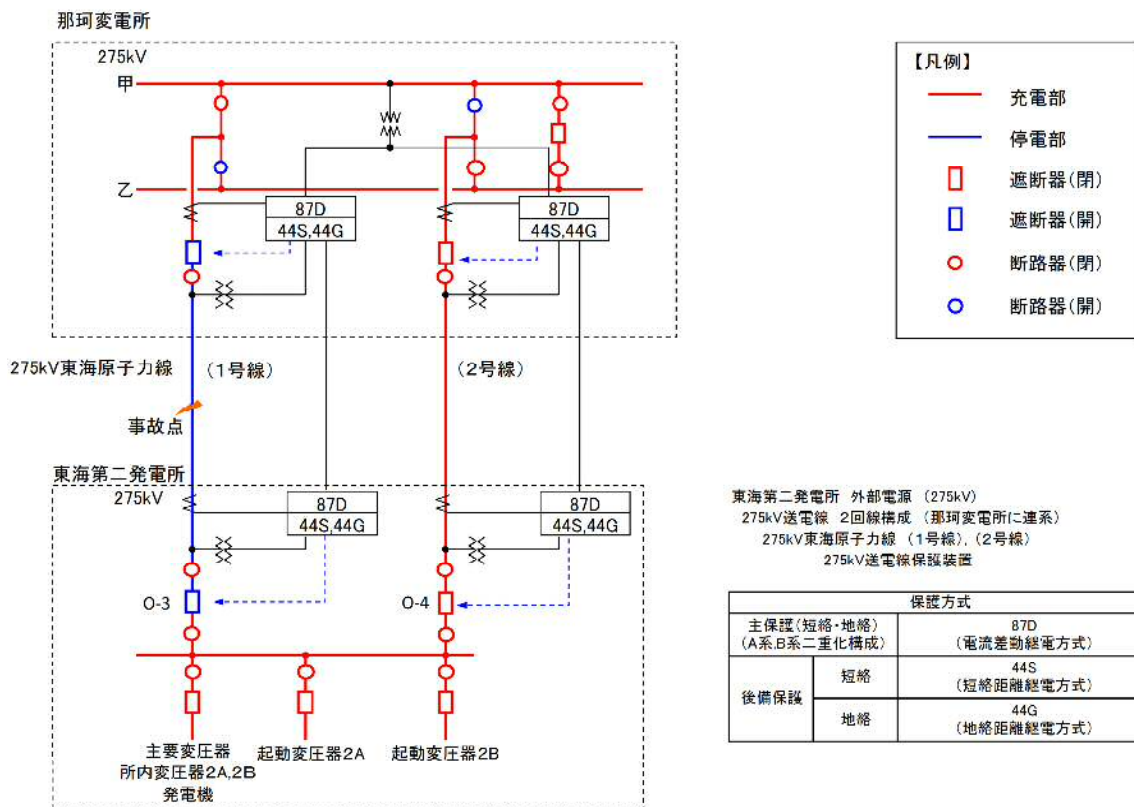 那珂変電所
275kV
甲
乙
87D
44S,44G
87D
44S,44G
275kV東海原子力線
(1号線)
(2号線)
事故点
東海第二発電所
275kV
87D
44S,44G
87D
44S,44G
O-3
O-4
主要変圧器
所内変圧器2A,2B
発電機
起動変圧器2A
起動変圧器2B
【凡例】
充電部
停電部
遮断器(閉)
遮断器(開)
断路器(閉)
断路器(開)
東海第二発電所 外部電源 (275kV)
275kV送電線 2回線構成 (那珂変電所に連系)
275kV東海原子力線 (1号線),(2号線)
275kV送電線保護装置
保護方式
主保護(短絡・地絡)
(A系,B系二重化構成)
87D
(電流差動継電方式)
後備保護
短絡
44S
(短絡距離継電方式)
地絡
44G
(地絡距離継電方式)